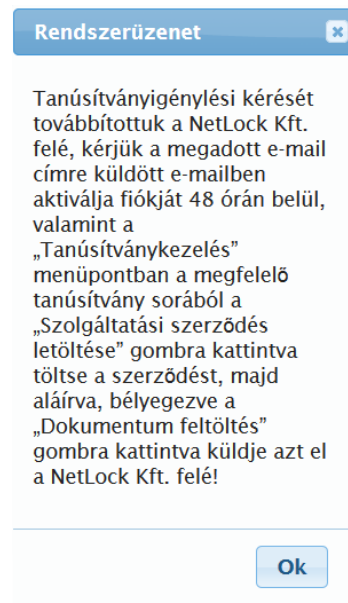 Rendszerüzenet
Tanúsítványigénylési kérését
továbbítottuk a NetLock Kft.
felé, kérjük a megadott e-mail
címre küldött e-mailben
aktiválja fiókját 48 órán belül,
valamint a
„Tanúsítványkezelés”
menüpontban a megfelelő
tanúsítvány sorából a
„Szolgáltatási szerződés
letöltése” gombra kattintva
töltse a szerződést, majd
aláírva, bélyegezve a
„Dokumentum feltöltés”
gombra kattintva küldje azt el
a NetLock Kft. felé!
Ok